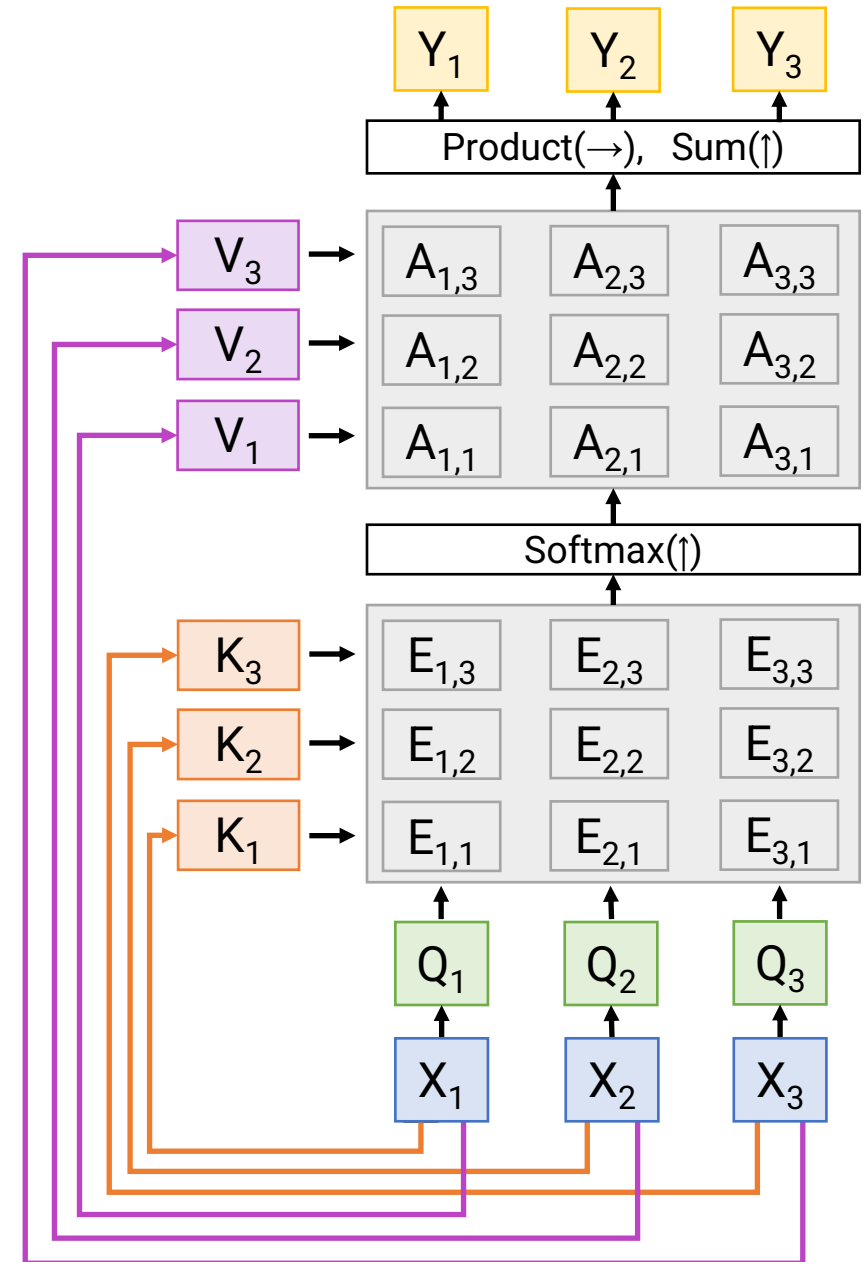 Y1 Y2 Y3
Product(→), Sum(↑)
V3 A1,3 A2,3 A3,3
V2 A1,2 A2,2 A3,2
V1 A1,1 A2,1 A3,1
Softmax(↑)
K3 E1,3 E2,3 E3,3
K2 E1,2 E2,2 E3,2
K1 E1,1 E2,1 E3,1
Q1 Q2 Q3
X1 X2 X3